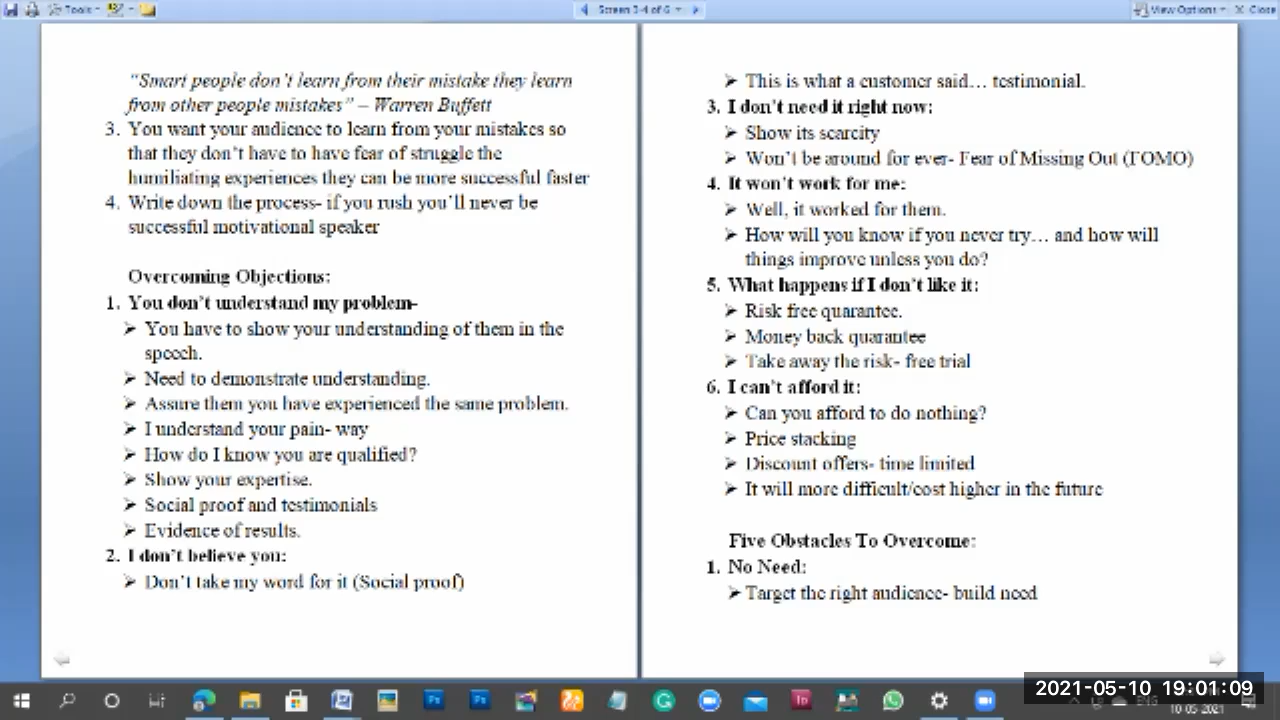 Tools
Screen 3-4 of 6
View Options
Close
“Smart people don’t learn from their mistake they learn
from other people mistakes” – Warren Buffett
3. You want your audience to learn from your mistakes so
that they don’t have to have fear of struggle the
humiliating experiences they can be more successful faster
4. Write down the process- if you rush you’ll never be
successful motivational speaker
Overcoming Objections:
1. You don’t understand my problem-
➢ You have to show your understanding of them in the
speech.
➢ Need to demonstrate understanding.
➢ Assure them you have experienced the same problem.
➢ I understand your pain- way
➢ How do I know you are qualified?
➢ Show your expertise.
➢ Social proof and testimonials
➢ Evidence of results.
2. I don’t believe you:
➢ Don’t take my word for it (Social proof)
➢ This is what a customer said… testimonial.
3. I don’t need it right now:
➢ Show its scarcity
➢ Won’t be around for ever- Fear of Missing Out (FOMO)
4. It won’t work for me:
➢ Well, it worked for them.
➢ How will you know if you never try… and how will
things improve unless you do?
5. What happens if I don’t like it:
➢ Risk free quarantee.
➢ Money back quarantee
➢ Take away the risk- free trial
6. I can’t afford it:
➢ Can you afford to do nothing?
➢ Price stacking
➢ Discount offers- time limited
➢ It will more difficult/cost higher in the future
Five Obstacles To Overcome:
1. No Need:
➢ Target the right audience- build need
2021-05-10 19:01:09
ENG
10-05-2021